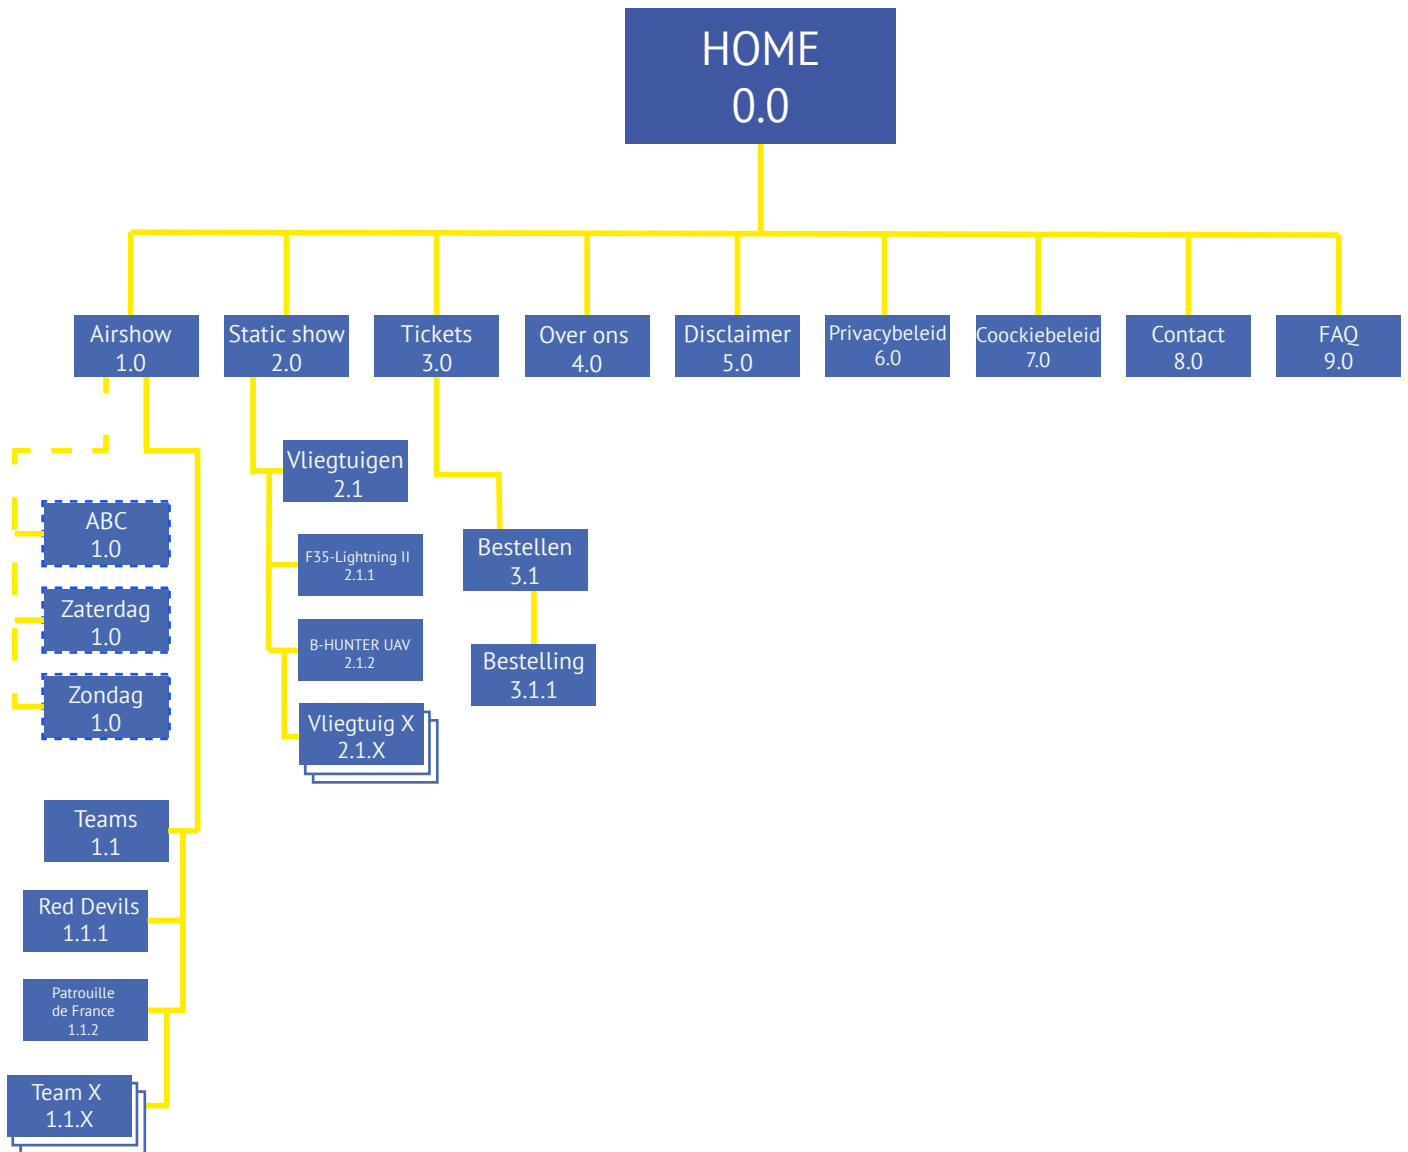 HOME
0.0
Airshow
1.0
Static show
2.0
Tickets
3.0
Over ons
4.0
Disclaimer
5.0
Privacybeleid
6.0
Coockiebeleid
7.0
Contact
8.0
FAQ
9.0
ABC
1.0
Zaterdag
1.0
Zondag
1.0
Teams
1.1
Red Devils
1.1.1
Patrouille
de France
1.1.2
Team X
1.1.X
Vliegtuigen
2.1
F35-Lightning II
2.1.1
B-HUNTER UAV
2.1.2
Vliegtuig X
2.1.X
Bestellen
3.1
Bestelling
3.1.1